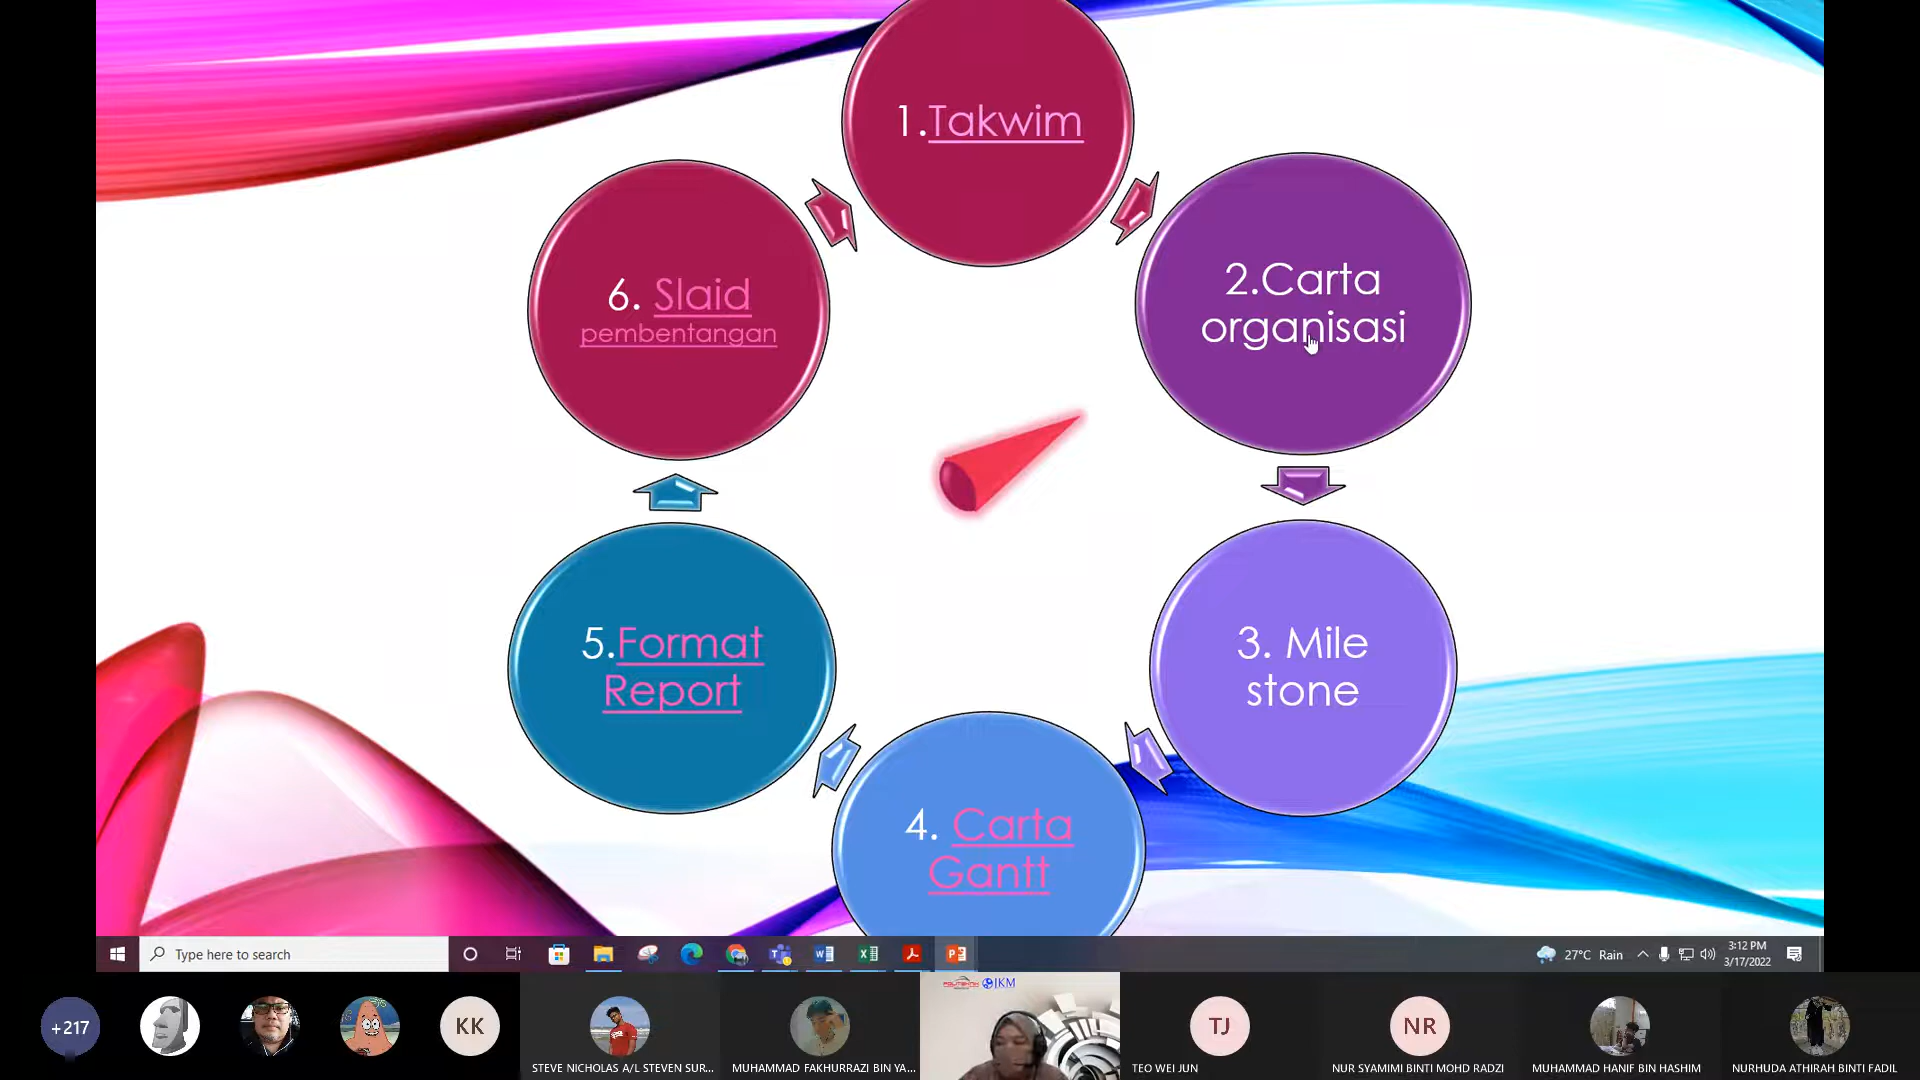 1.Takwim
2.Carta
organisasi
3. Mile
stone
4. Carta
Gantt
5.Format
Report
6. Slaid
pembentangan
Type here to search
27°C Rain
3:12 PM
3/17/2022
+217
KK
STEVE NICHOLAS A/L STEVEN SUR...
MUHAMMAD FAKHURRAZI BIN YA...
POLITEKNIK JKM
TJ
TEO WEI JUN
NR
NUR SYAMIMI BINTI MOHD RADZI
MUHAMMAD HANIF BIN HASHIM
NURHUDA ATHIRAH BINTI FADIL